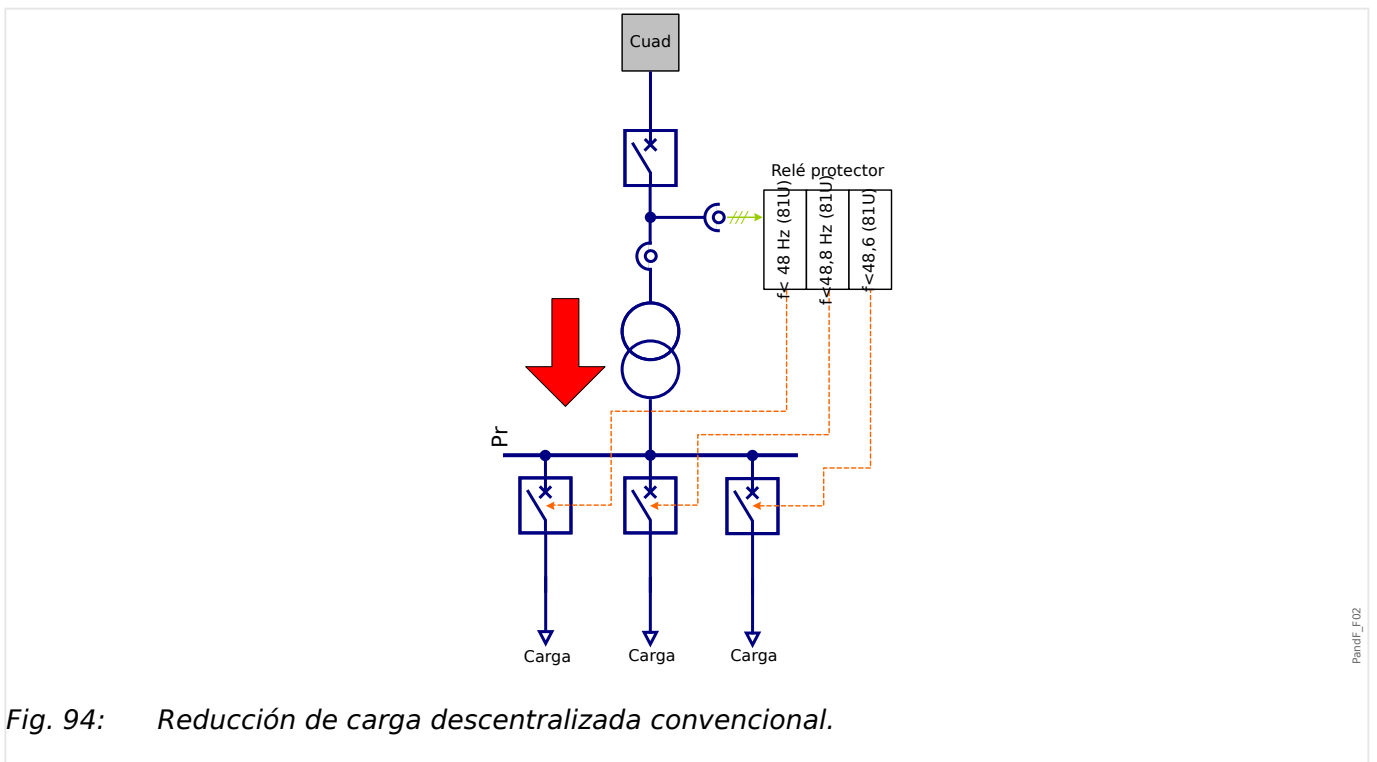 Cuad
Relé protector
f< 48 Hz (81U)
f<48,8 Hz (81U)
f<48,6 (81U)
Pr
Carga
Carga
Carga
PandF_F02
Fig. 94: Reducción de carga descentralizada convencional.